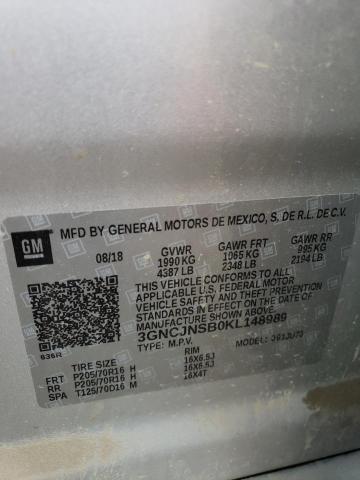 GM
MFD BY GENERAL MOTORS DE MEXICO, S. DE R.L. DE C.V.
08/18 GVWR GAWR FRT GAWR RR
1990 KG 1065 KG 995 KG
4387 LB 2348 LB 2194 LB
THIS VEHICLE CONFORMS TO ALL
APPLICABLE U.S. FEDERAL MOTOR VEHICLE
SAFETY, BUMPER, AND THEFT PREVENTION
STANDARDS IN EFFECT ON THE DATE OF
MANUFACTURE SHOWN ABOVE.
3GNCJNSB0KL148989
TYPE: M.P.V. MODEL:
836R
TIRE SIZE RIM
FRT P205/70R16 H 16X6.5J
RR P205/70R16 H 16X6.5J
SPA T125/70D16 M 16X4T